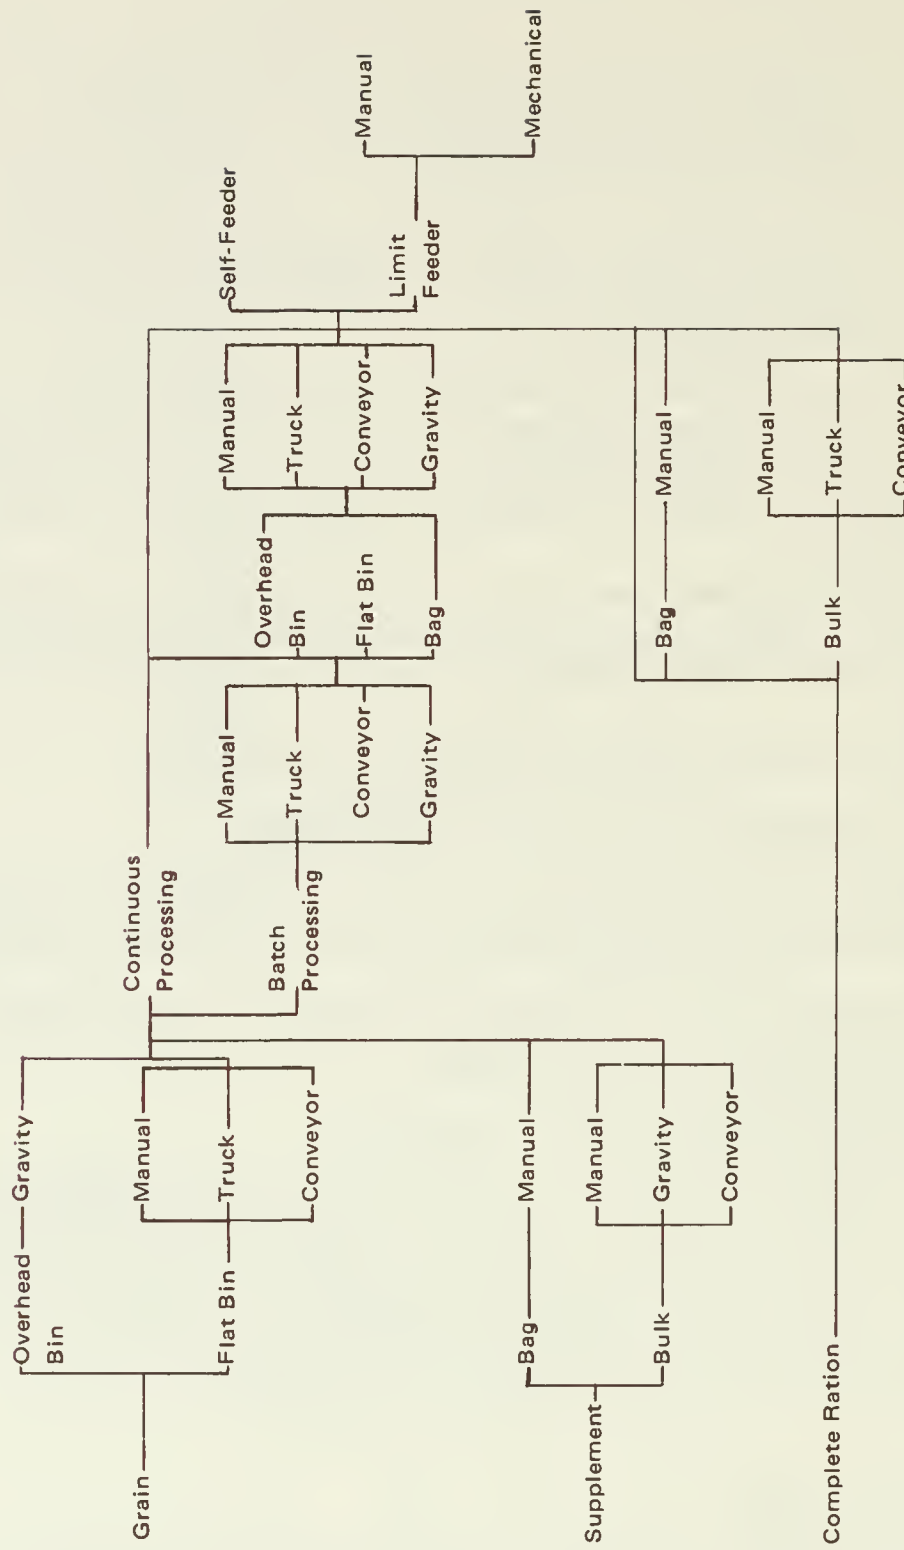 Grain
Overhead
Bin
Gravity
Flat Bin
Manual
Truck
Conveyor
Supplement
Bag
Manual
Bulk
Manual
Gravity
Conveyor
Continuous
Processing
Batch
Processing
Manual
Truck
Conveyor
Gravity
Overhead
Bin
Flat Bin
Bag
Manual
Truck
Conveyor
Gravity
Self-Feeder
Limit
Feeder
Manual
Mechanical
Complete Ration
Bag
Manual
Bulk
Manual
Truck
Conveyor